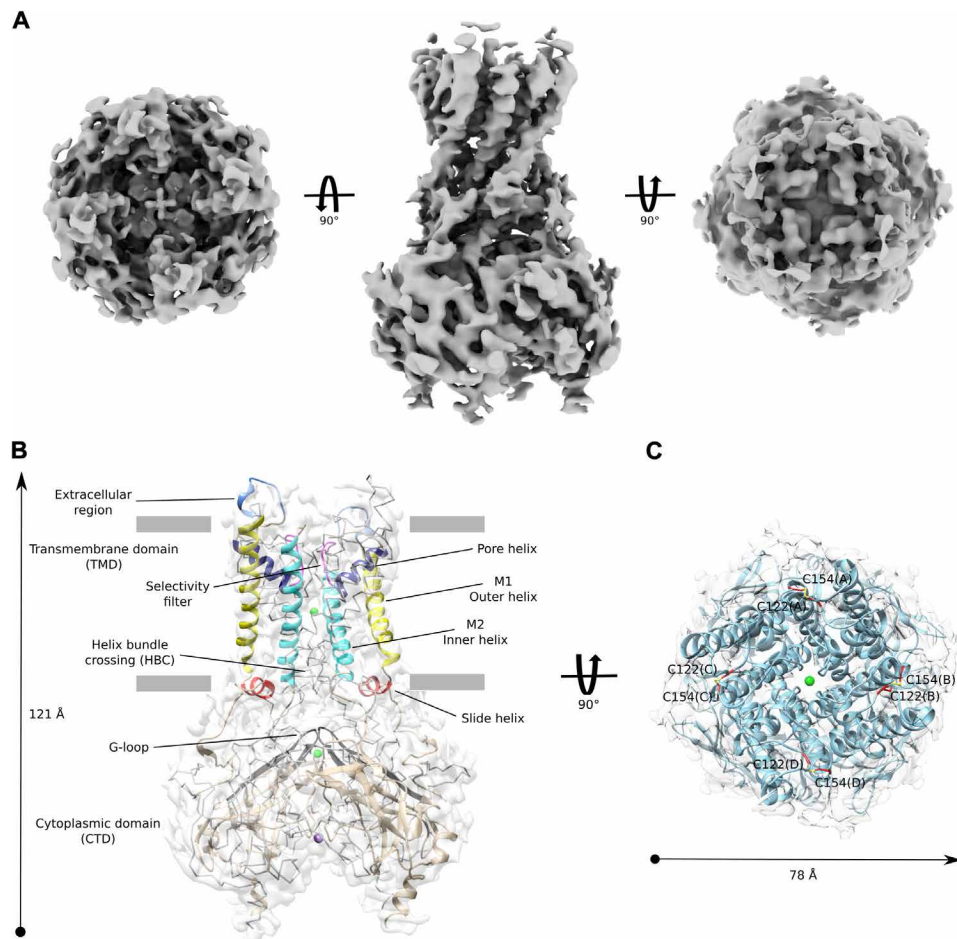 A
90°
90°
B
C
Extracellular
region
Transmembrane domain
(TMD)
Selectivity
filter
Pore helix
M1
Outer helix
M2
Inner helix
Helix bundle
crossing (HBC)
Slide helix
121 Å
G-loop
Cytoplasmic domain
(CTD)
90°
C154(A)
C122(A)
C122(C)
C154(C)
C154(B)
C122(B)
C122(D)
C154(D)
78 Å